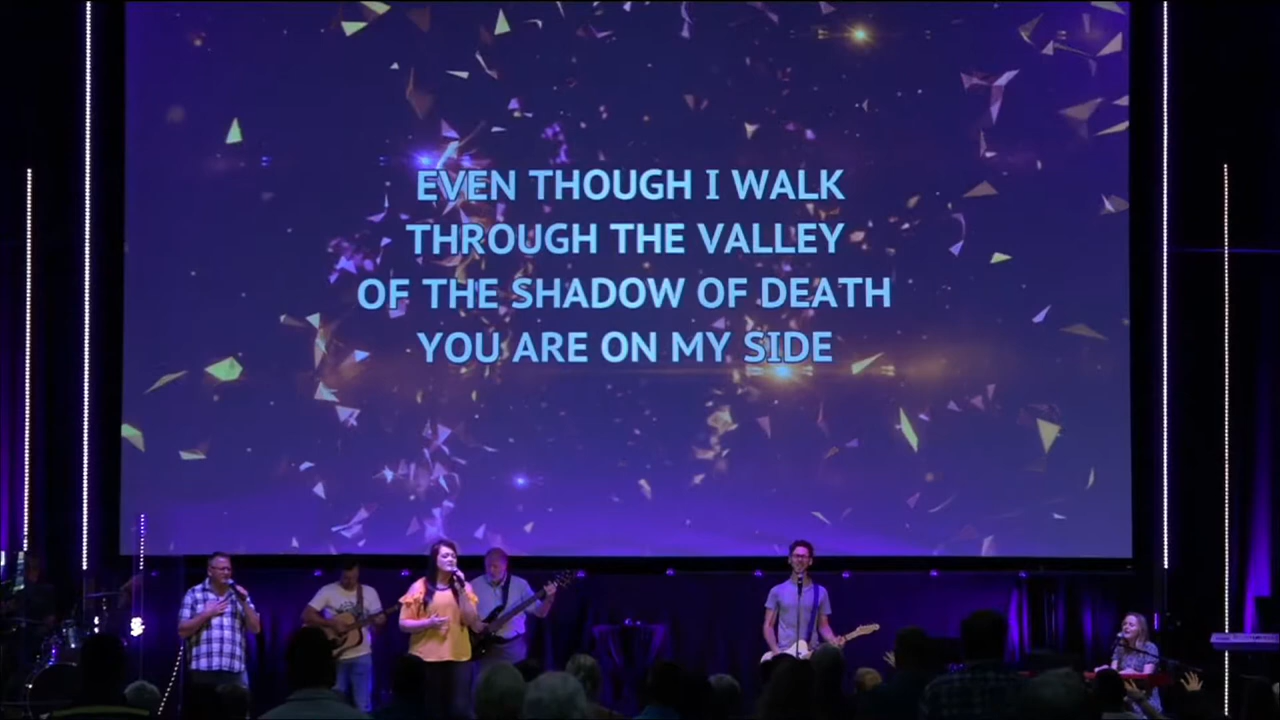 EVEN THOUGH I WALK
THROUGH THE VALLEY
OF THE SHADOW OF DEATH
YOU ARE ON MY SIDE